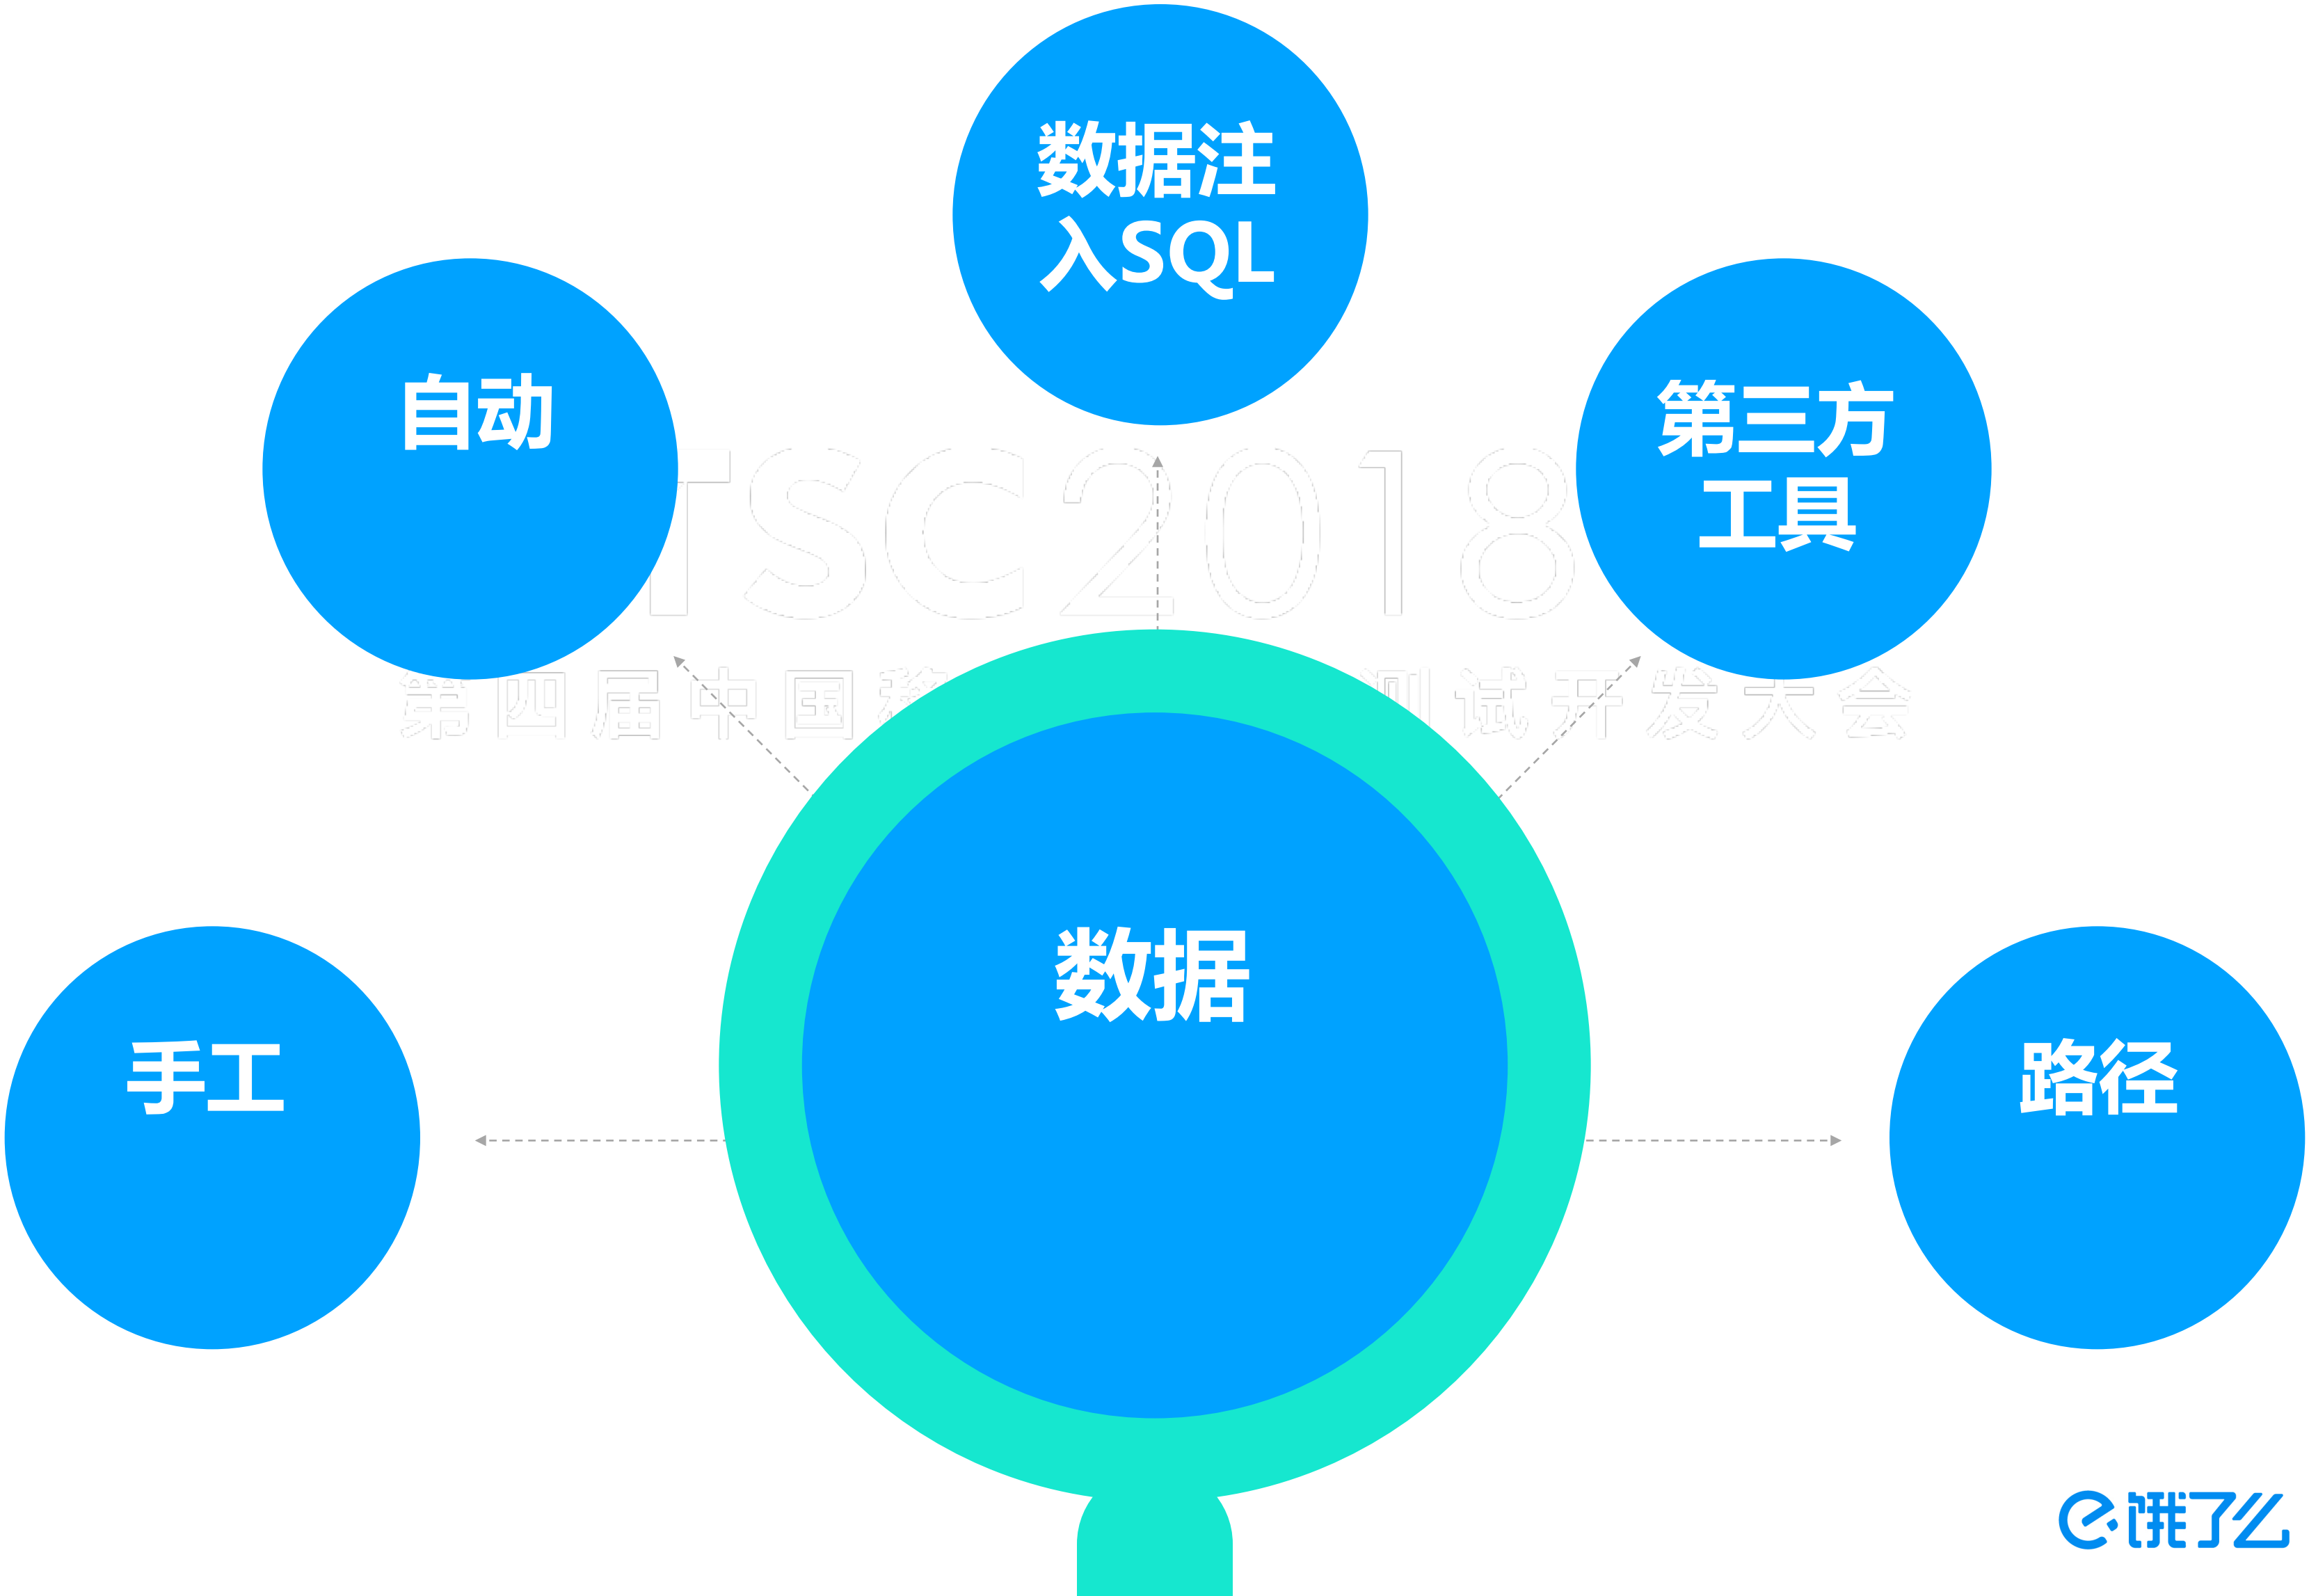 数据注
入SQL
自动
第三方
工具
TSC2018
第四届中国
测试开发大会
数据
手工
路径
饿了么